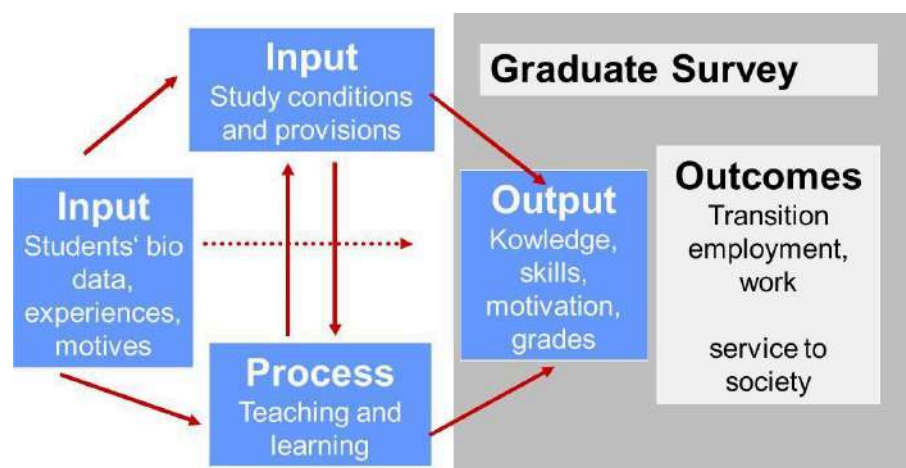 Input
Study conditions
and provisions
Graduate Survey
Input
Students‘ bio
data,
experiences,
motives
Process
Teaching and
learning
Output
Kowledge,
skills,
motivation,
grades
Outcomes
Transition
employment,
work
service to
society